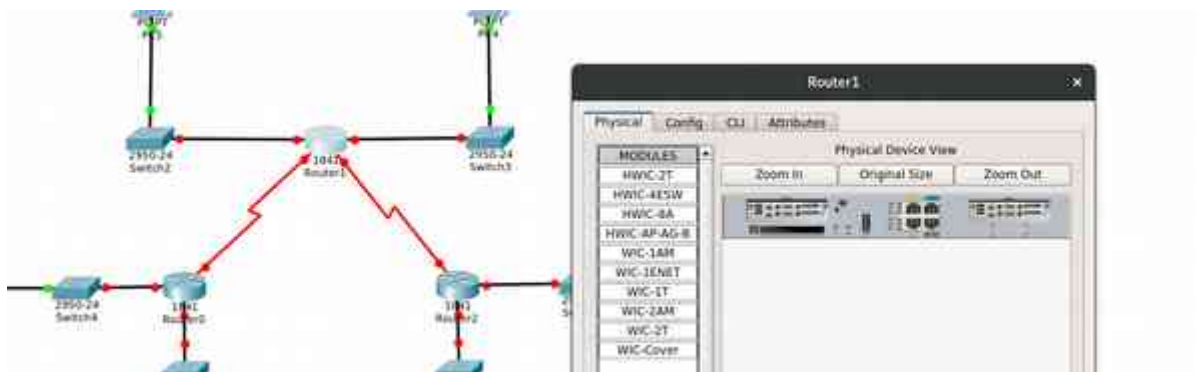 2950-24
Switch2
1841
Router1
2950-24
Switch3
2950-24
Switch4
1841
Router0
1841
Router2
Router1
Physical
Config
CLI
Attributes
MODULES
HWIC-2T
HWIC-4ESW
HWIC-8A
HWIC-AP-AG-B
WIC-1AM
WIC-1ENET
WIC-1T
WIC-2AM
WIC-2T
WIC-Cover
Physical Device View
Zoom In
Original Size
Zoom Out